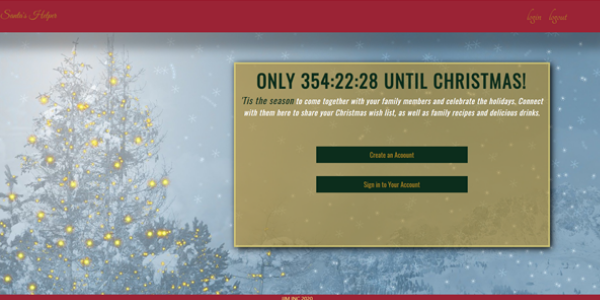 Santa's Helper
login logout
ONLY 354:22:28 UNTIL CHRISTMAS!
'Tis the season to come together with your family members and celebrate the holidays, Connect
with them here to share your Christmas wish list, as well as family recipes and delicious drinks.
Create an Account
Sign in to Your Account
INC 2020